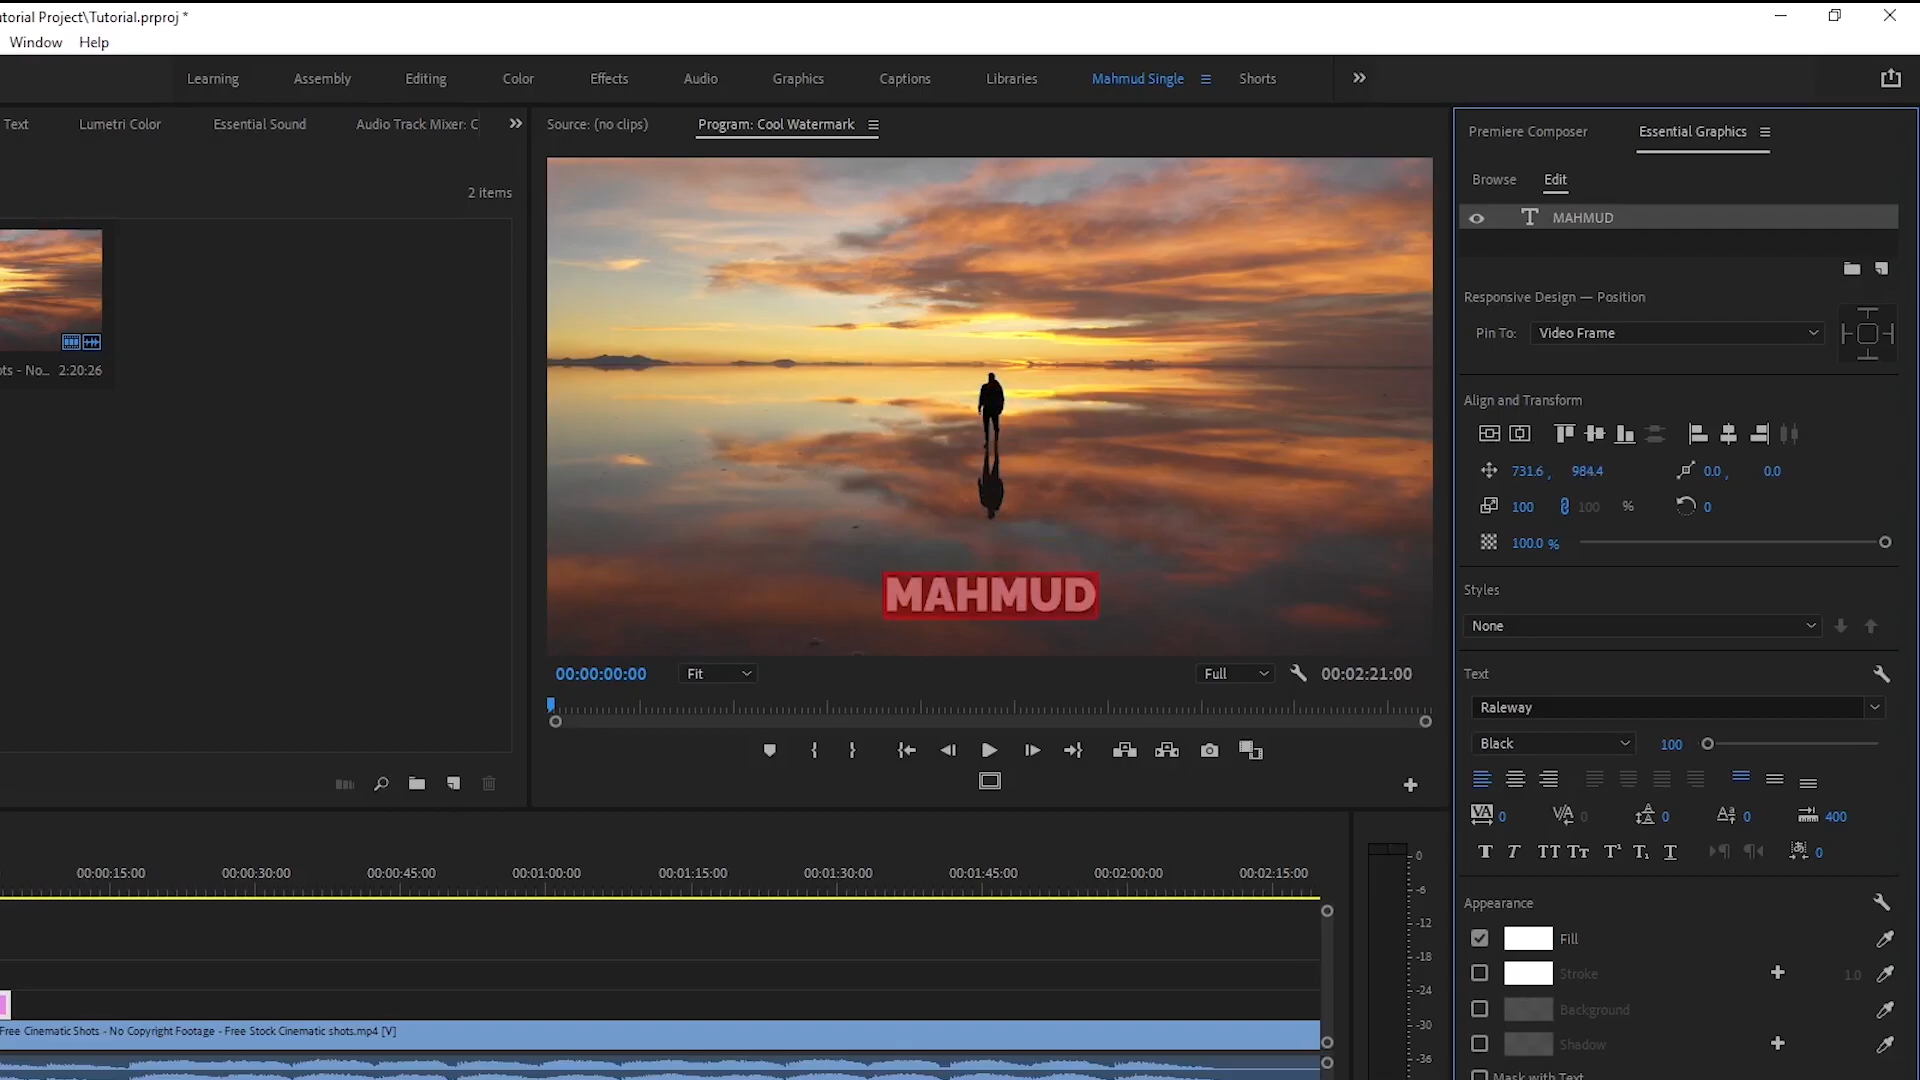 utorial Project\Tutorial.prproj *
Window Help
Learning Assembly Editing Color Effects Audio Graphics Captions Libraries Mahmud Single Shorts
Text Lumetri Color Essential Sound Audio Track Mixer: C
Source: (no clips) Program: Cool Watermark
Premiere Composer Essential Graphics
2 items
Browse Edit
MAHMUD
Responsive Design — Position
Pin To: Video Frame
ots - No... 2:20:26
Align and Transform
731.6 , 984.4 0.0 , 0.0
100 100 % 0
100.0 %
MAHMUD
Styles
None
00:00:00:00 Fit Full 00:02:21:00
Text
Raleway
Black 100
0 0 0 0 400
0
00:00:15:00 00:00:30:00 00:00:45:00 00:01:00:00 00:01:15:00 00:01:30:00 00:01:45:00 00:02:00:00 00:02:15:00
0
-6
-12
-18
-24
-30
-36
Appearance
Fill
Stroke 1.0
Background
Shadow
Mask with Text
Free Cinematic Shots - No Copyright Footage - Free Stock Cinematic shots.mp4 [V]